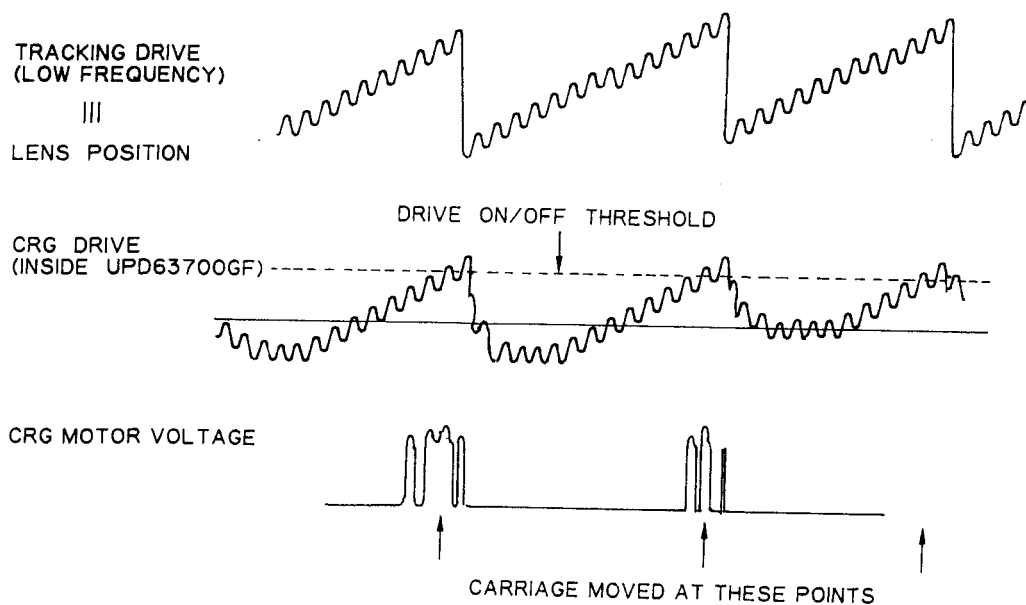 TRACKING DRIVE
(LOW FREQUENCY)
|||
LENS POSITION
DRIVE ON/OFF THRESHOLD
CRG DRIVE
(INSIDE UPD63700GF)
CRG MOTOR VOLTAGE
CARRIAGE MOVED AT THESE POINTS